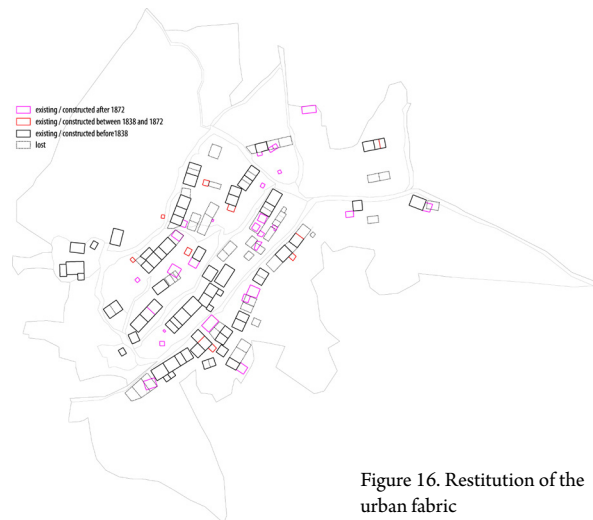 existing / constructed after 1872
existing / constructed between 1838 and 1872
existing / constructed before1838
lost
Figure 16. Restitution of the
urban fabric